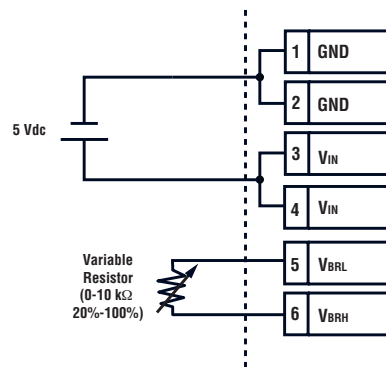 1 GND
2 GND
5 Vdc
3 VIN
4 VIN
Variable
Resistor
(0-10 kΩ
20%-100%)
5 VBRL
6 VBRH